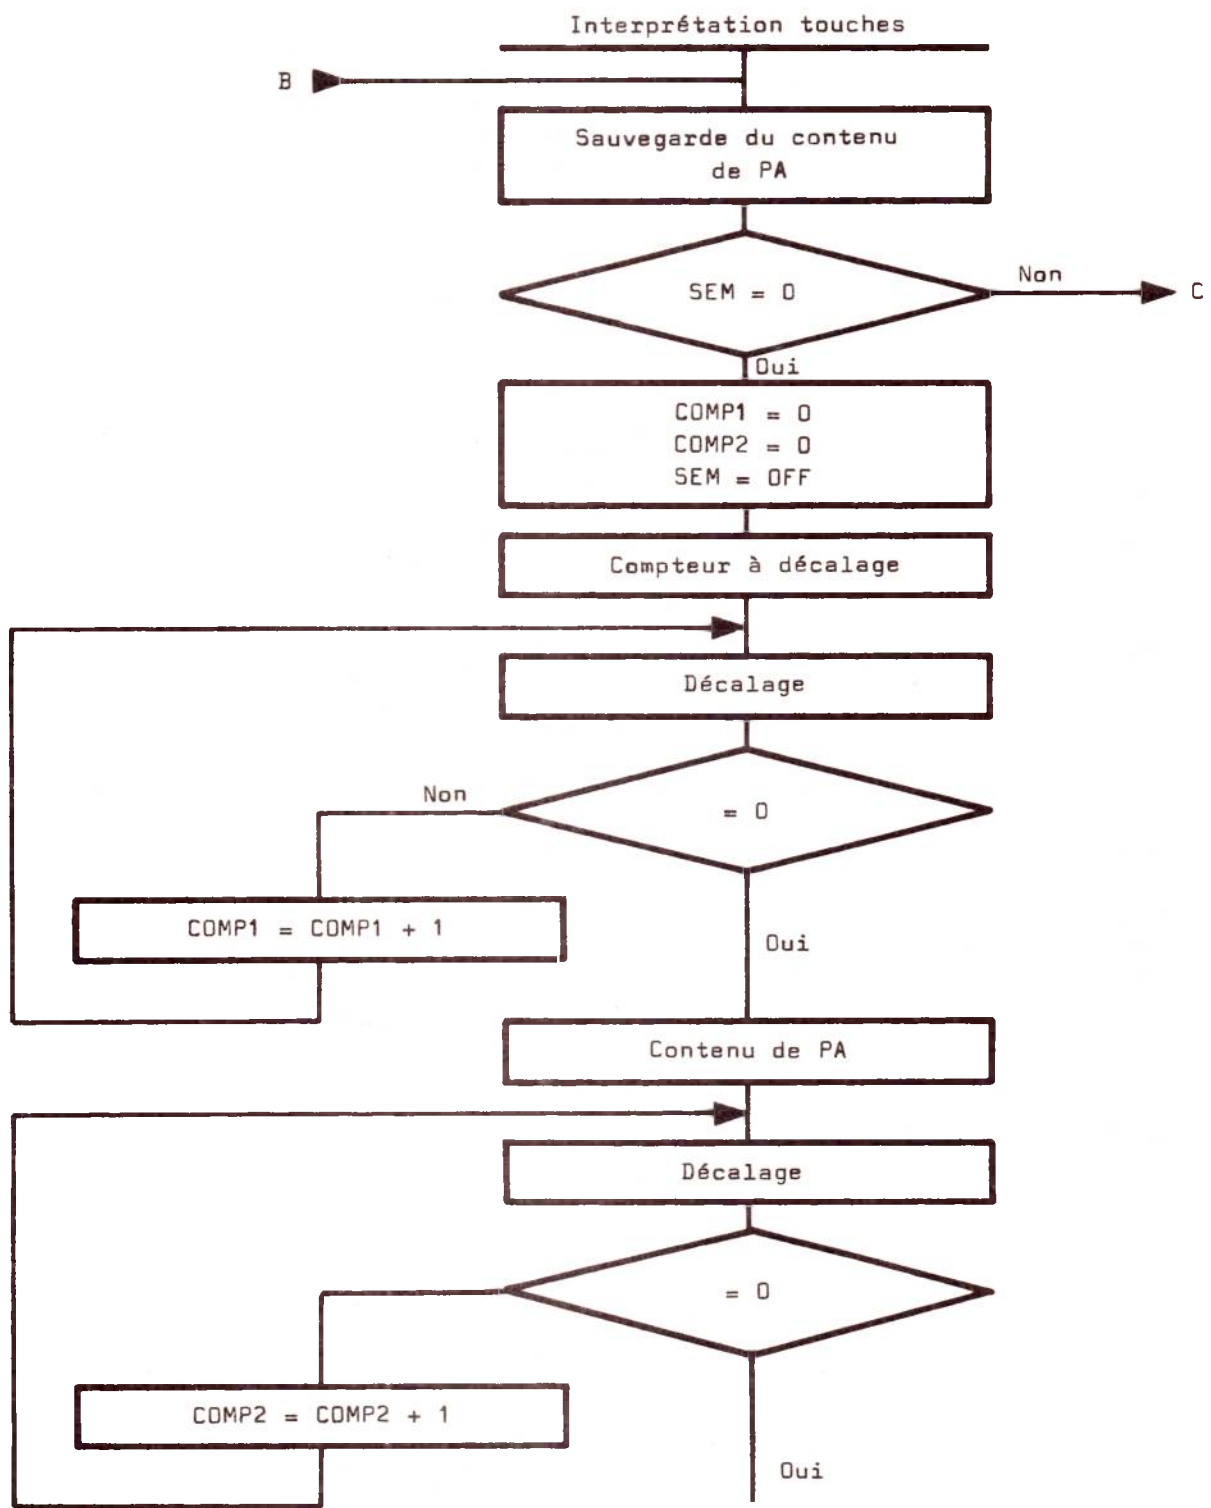 Interprétation touches
B
Sauvegarde du contenu
de PA
SEM = 0
Non
C
Oui
COMP1 = 0
COMP2 = 0
SEM = OFF
Compteur à décalage
Décalage
Non
= 0
COMP1 = COMP1 + 1
Oui
Contenu de PA
Décalage
= 0
COMP2 = COMP2 + 1
Oui